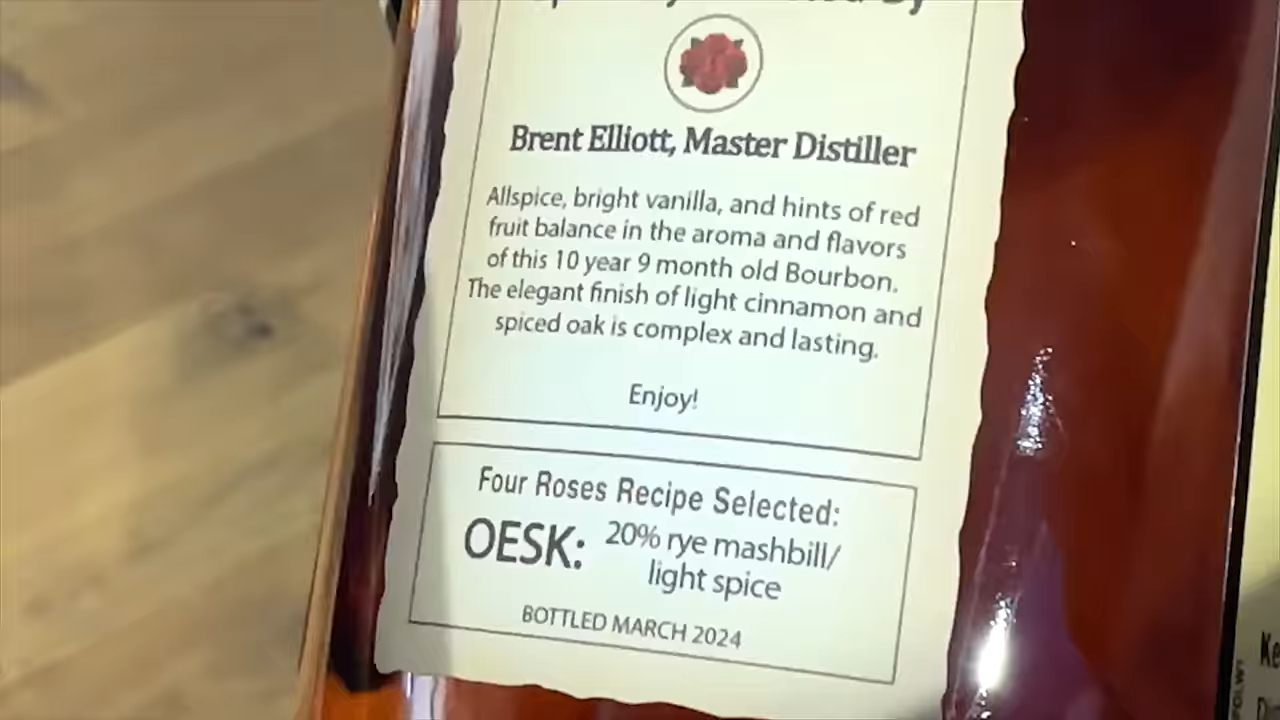 By
Brent Elliott, Master Distiller
Allspice, bright vanilla, and hints of red
fruit balance in the aroma and flavors
of this 10 year 9 month old Bourbon.
The elegant finish of light cinnamon and
spiced oak is complex and lasting.
Enjoy!
Four Roses Recipe Selected:
OESK: 20% rye mashbill/
light spice
BOTTLED MARCH 2024